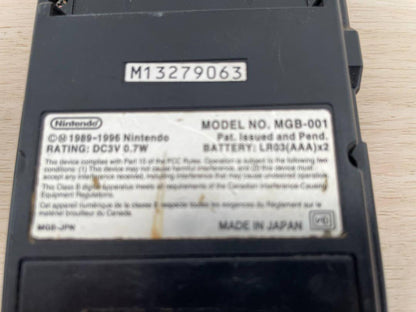 M13279063
Nintendo
©Ⓜ1989-1996 Nintendo
RATING: DC3V 0.7W
MODEL NO. MGB-001
Pat. Issued and Pend.
BATTERY: LR03(AAA)x2
This device complies with Part 15 of the FCC Rules. Operation is subject to the following two
conditions: (1) This device may not cause harmful interference, and (2) this device must
accept any interference received, including interference that may cause undesired operation.
This Class B digital apparatus meets all requirements of the Canadian Interference-Causing
Equipment Regulations.
Cet appareil numérique de la classe B respecte toutes les exigences du Règlement sur le
matériel brouilleur du Canada.
MGB-JPN
MADE IN JAPAN